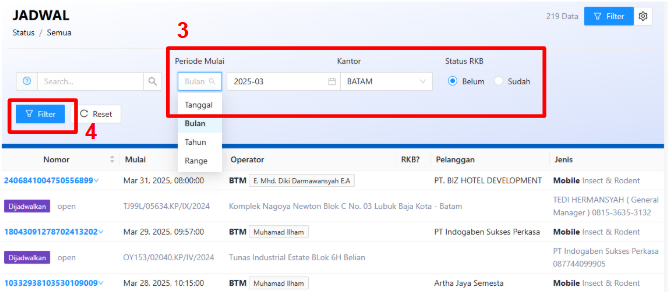 JADWAL
219 Data Filter
Status / Semua
3
Periode Mulai Kantor Status RKB
Search... Bulan 2025-03 BATAM Belum Sudah
Tanggal
Filter Reset
4
Bulan
Tahun
Range
Nomor Mulai Operator RKB? Pelanggan Jenis
2406841004750556899 Mar 31, 2025, 08:00:00 BTM E. Mhd. Diki Darmawansyah E.A PT. BIZ HOTEL DEVELOPMENT Mobile Insect & Rodent
Dijadwalkan open TJ99L/05634.KP/IX/2024 Komplek Nagoya Newton Blok C No. 03 Lubuk Baja Kota - Batam TEDI HERMANSYAH ( General
Manager ) 0815-3635-3132
18043091278702413202 Mar 29, 2025, 09:57:00 BTM Muhamad Ilham PT Indogaben Sukses Perkasa Mobile Insect & Rodent
Dijadwalkan open OY153/02040.KP/IV/2024 Tunas Industrial Estate BLok 6H Belian PT Indogaben Sukses Perkasa
087744099905
10332938103530109009 Mar 28, 2025, 10:15:00 BTM Muhamad Ilham Artha Jaya Semesta Mobile Insect & Rodent